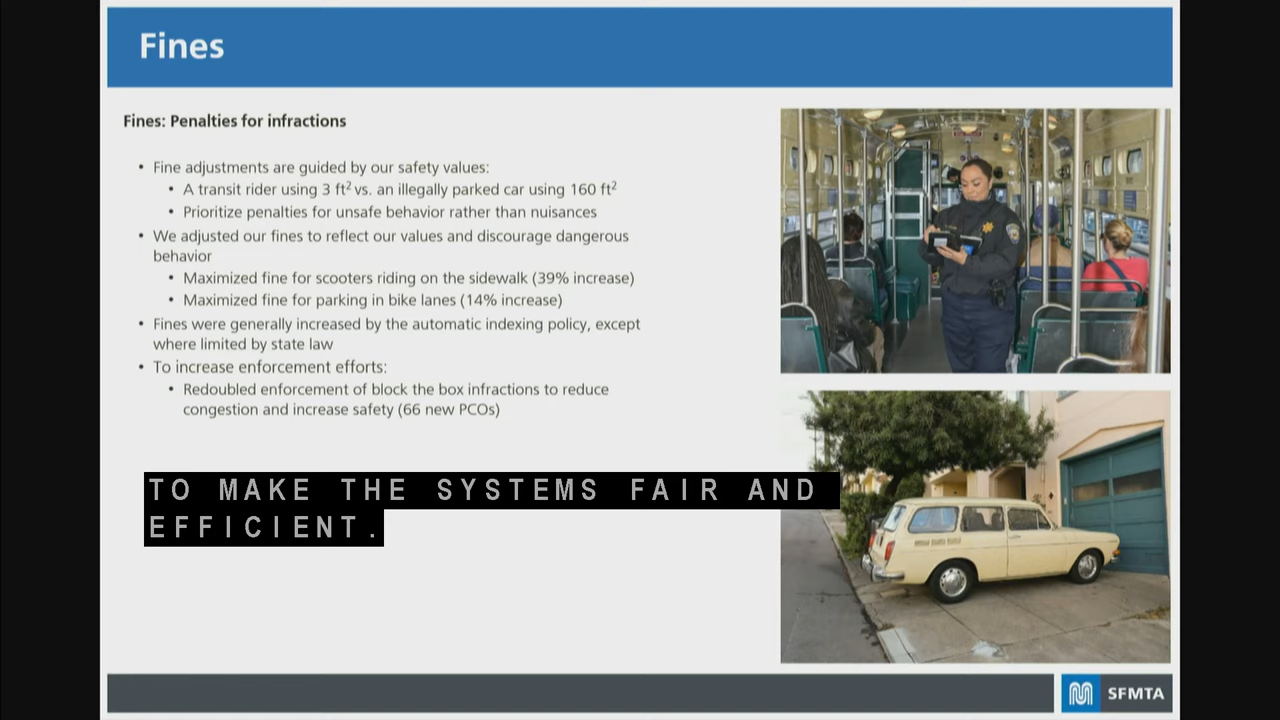 Fines
Fines: Penalties for infractions
• Fine adjustments are guided by our safety values:
• A transit rider using 3 ft² vs. an illegally parked car using 160 ft²
• Prioritize penalties for unsafe behavior rather than nuisances
• We adjusted our fines to reflect our values and discourage dangerous
behavior
• Maximized fine for scooters riding on the sidewalk (39% increase)
• Maximized fine for parking in bike lanes (14% increase)
• Fines were generally increased by the automatic indexing policy, except
where limited by state law
• To increase enforcement efforts:
• Redoubled enforcement of block the box infractions to reduce
congestion and increase safety (66 new PCOs)
TO MAKE THE SYSTEMS FAIR AND
EFFICIENT.
SFMTA